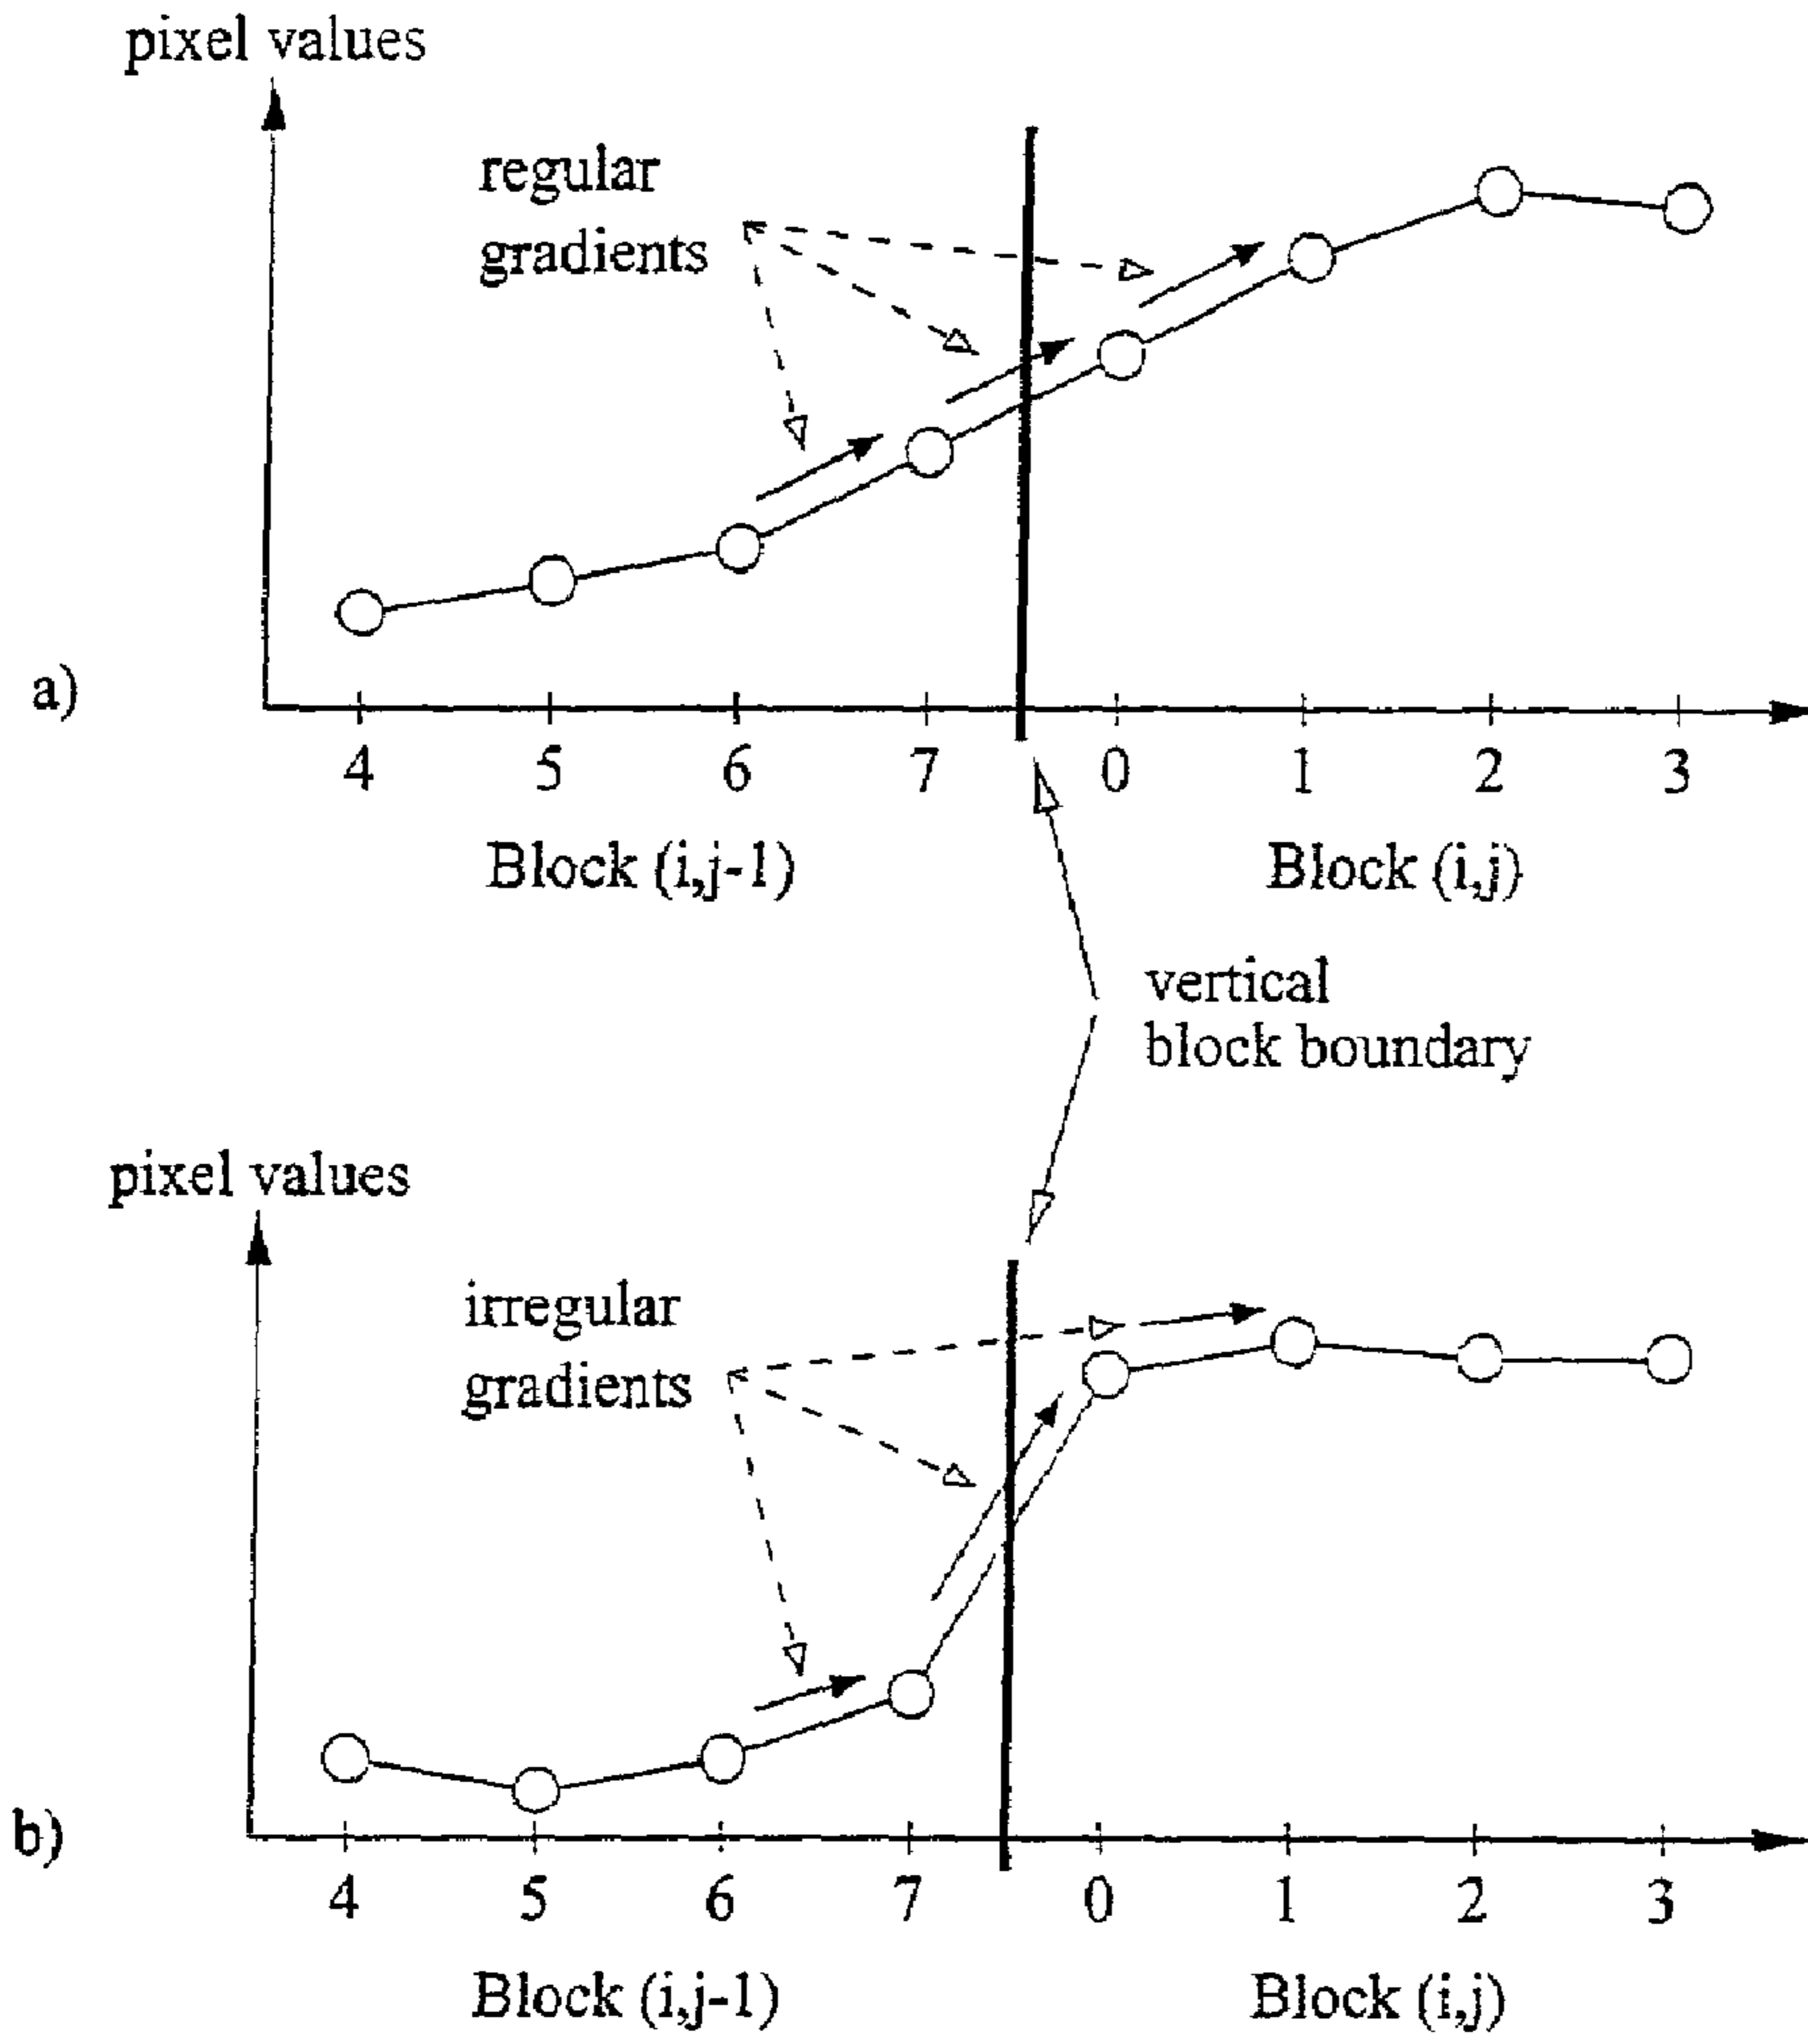 pixel values
regular
gradients
a)
4 5 6 7 0 1 2 3
Block (i,j-1) Block (i,j)
vertical
block boundary
pixel values
irregular
gradients
b)
4 5 6 7 0 1 2 3
Block (i,j-1) Block (i,j)